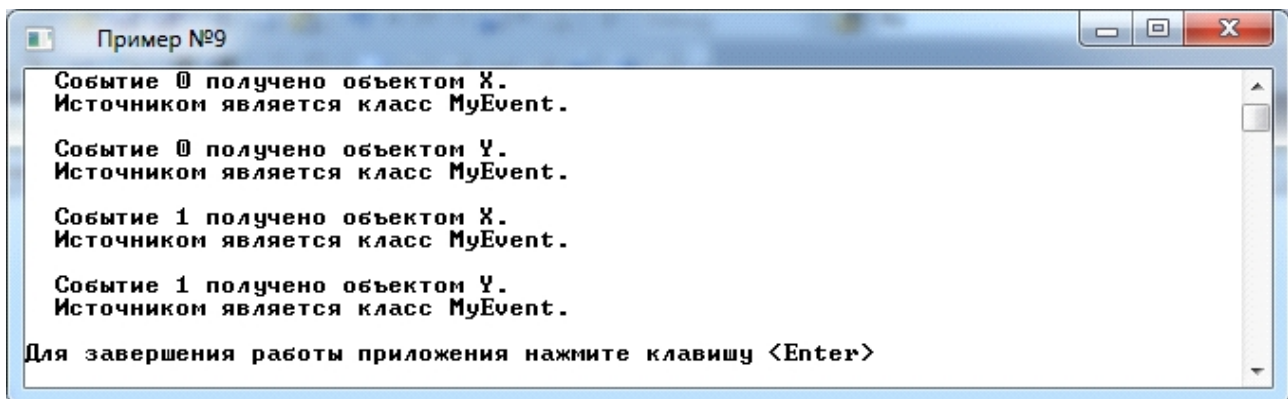 Пример №9
Событие 0 получено объектом X.
Источником является класс MyEvent.
Событие 0 получено объектом Y.
Источником является класс MyEvent.
Событие 1 получено объектом X.
Источником является класс MyEvent.
Событие 1 получено объектом Y.
Источником является класс MyEvent.
Для завершения работы приложения нажмите клавишу <Enter>